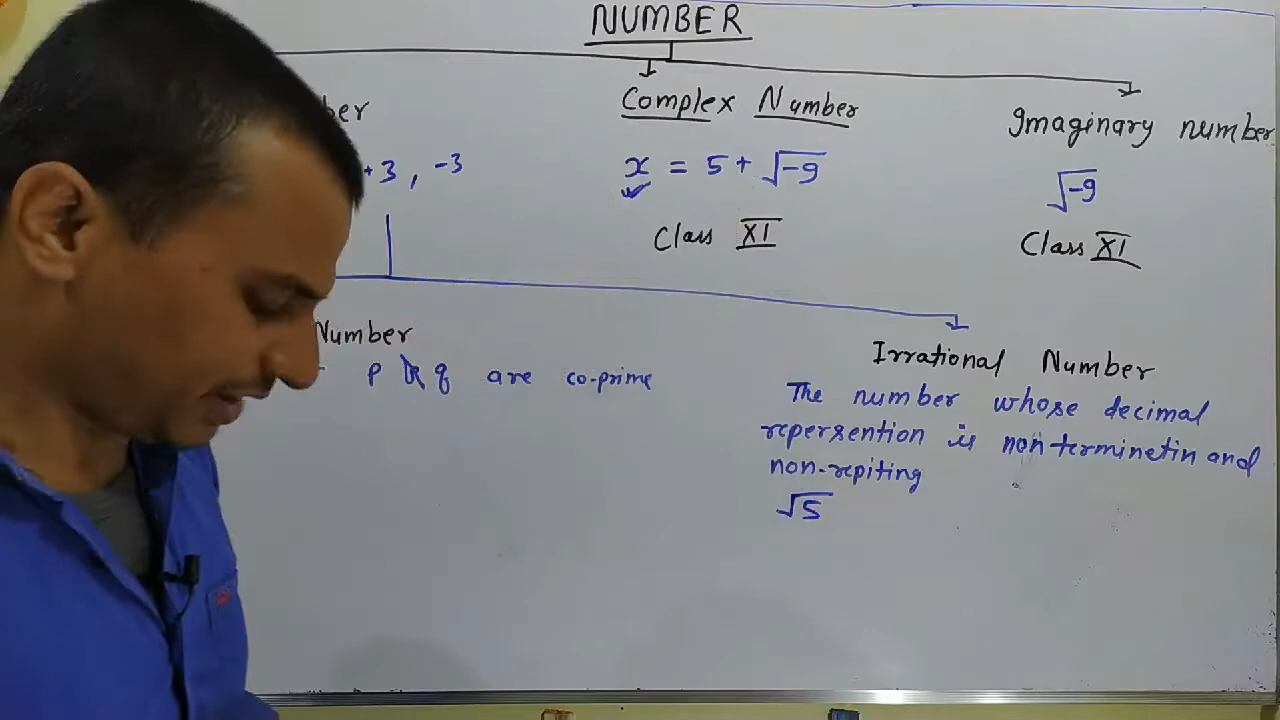 NUMBER
Complex Number
Imaginary number
+3, -3
x = 5 + √-9
√-9
Class XI
Class XI
Number
P & q are co-prime
Irrational Number
The number whose decimal
repersention is non-terminetin and
non-repiting
√5